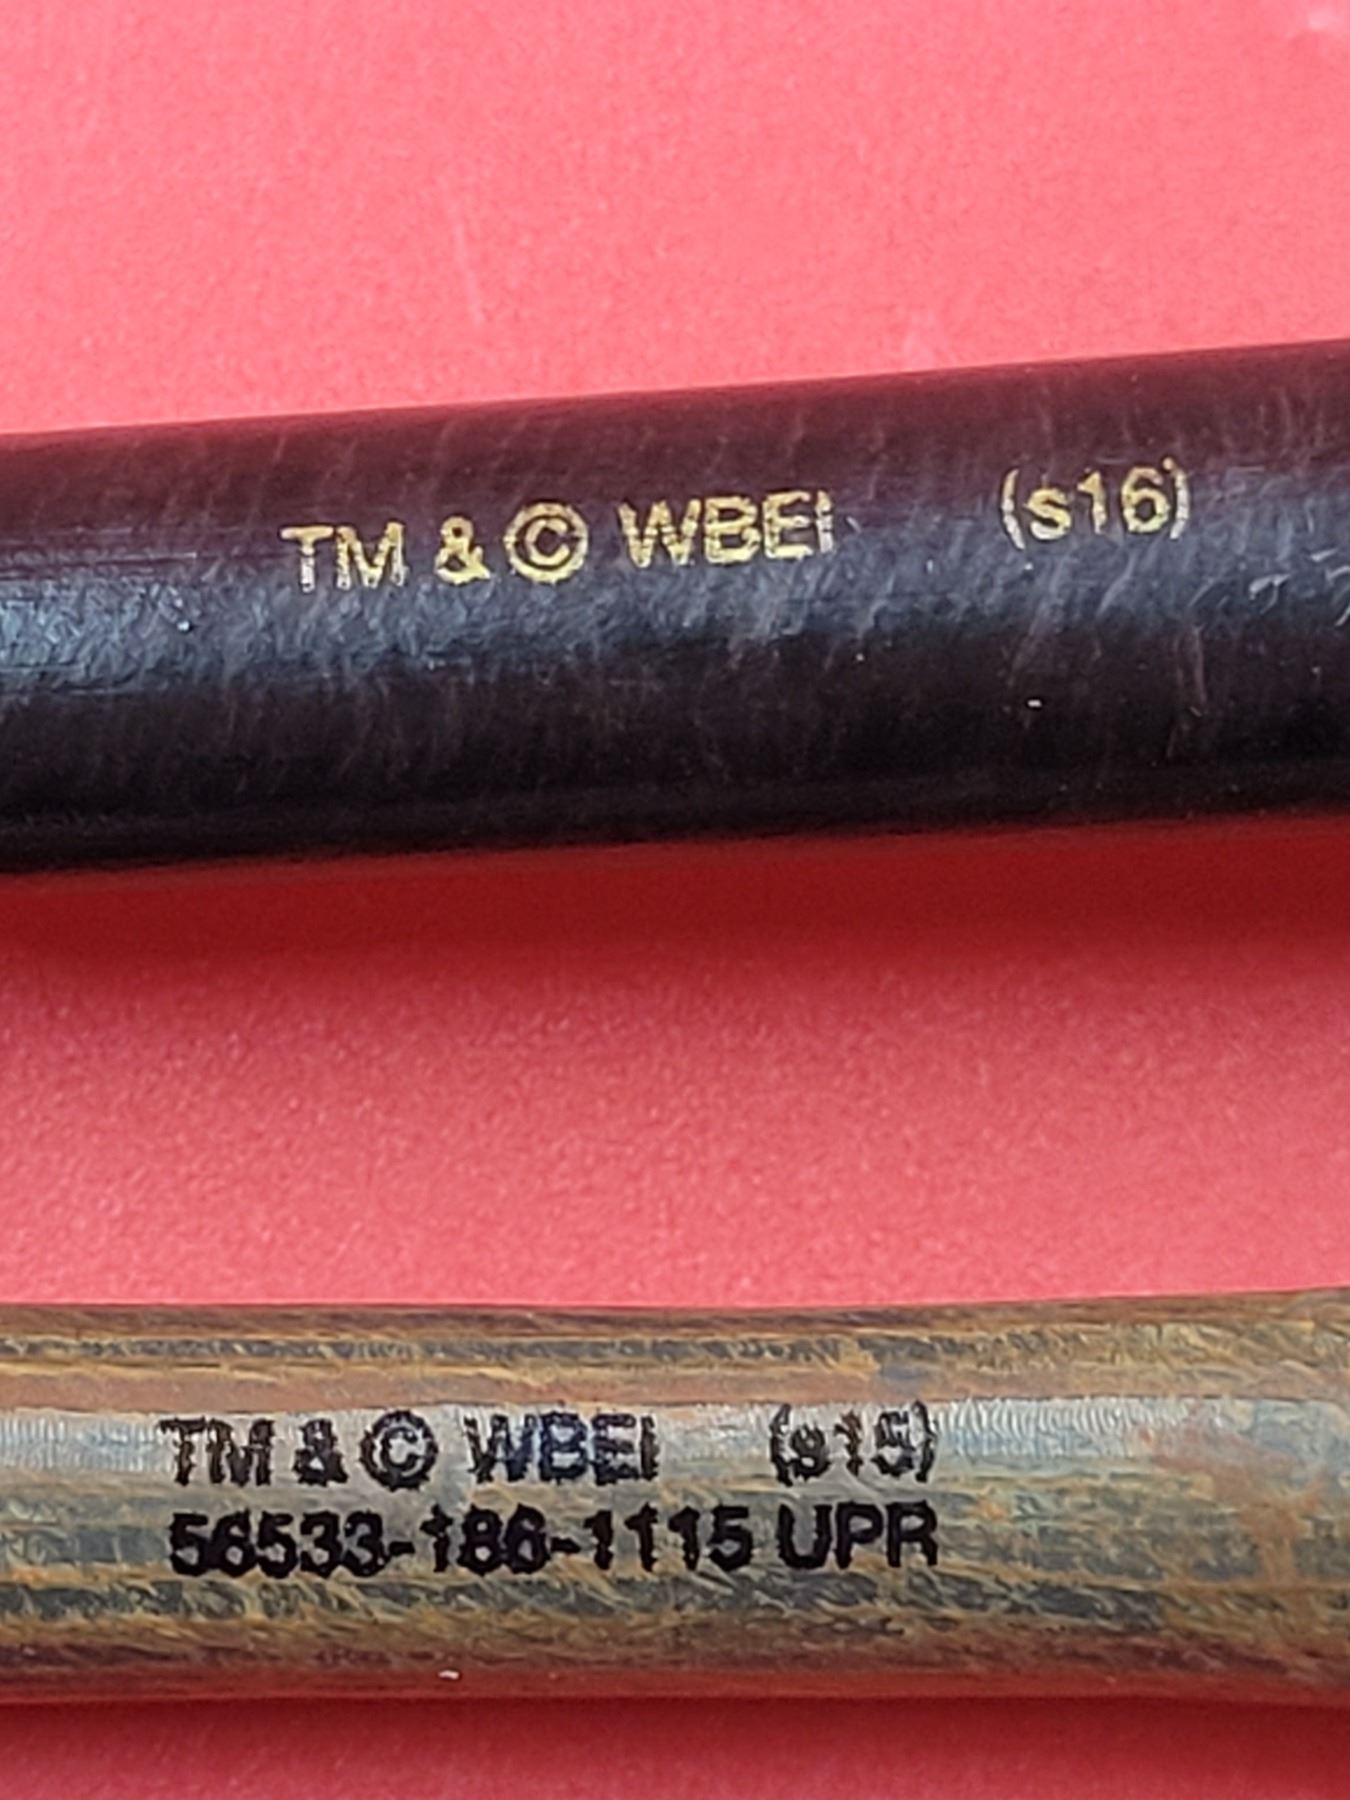 TM & © WBEI (s16)
TM & © WBEI (s15)
56533-186-1115 UPR